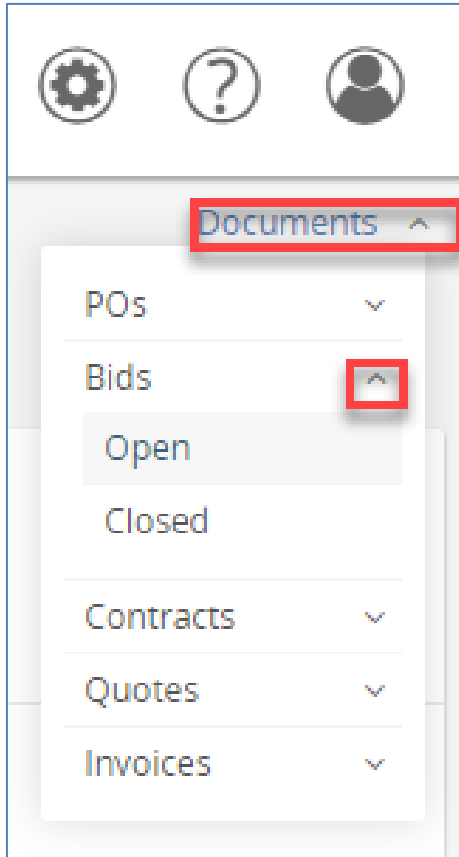 ?
Documents
POs
Bids
Open
Closed
Contracts
Quotes
Invoices